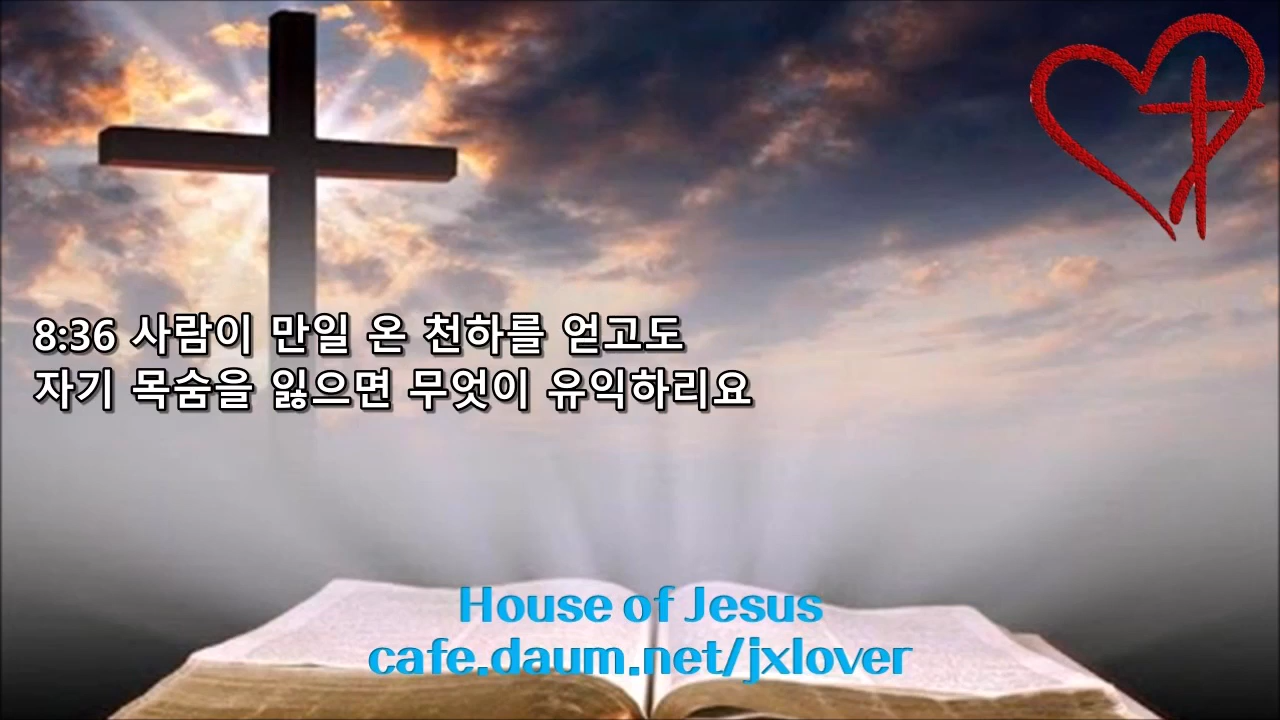 8:36 사람이 만일 온 천하를 얻고도
자기 목숨을 잃으면 무엇이 유익하리요
House of Jesus
cafe.daum.net/jxlover